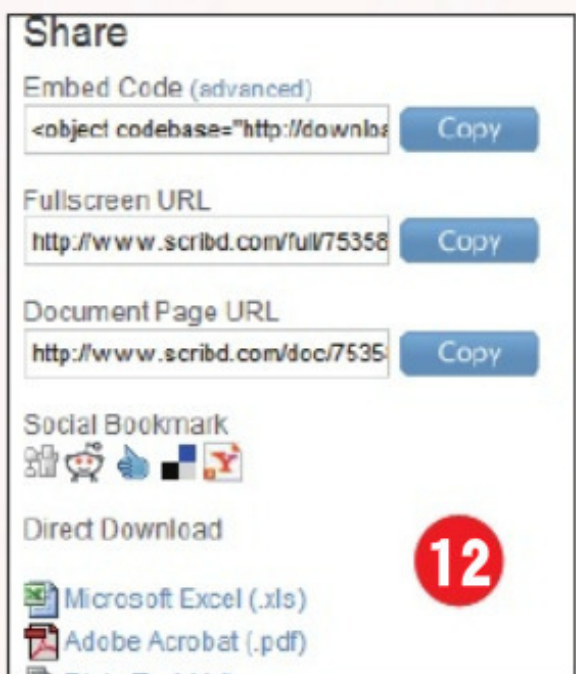 Share
Embed Code (advanced)
<object codebase="http://downloa
Copy
Fullscreen URL
http://www.scribd.com/full/75358
Copy
Document Page URL
http://www.scribd.com/doc/7535
Copy
Social Bookmark
Direct Download
12
Microsoft Excel (.xls)
Adobe Acrobat (.pdf)